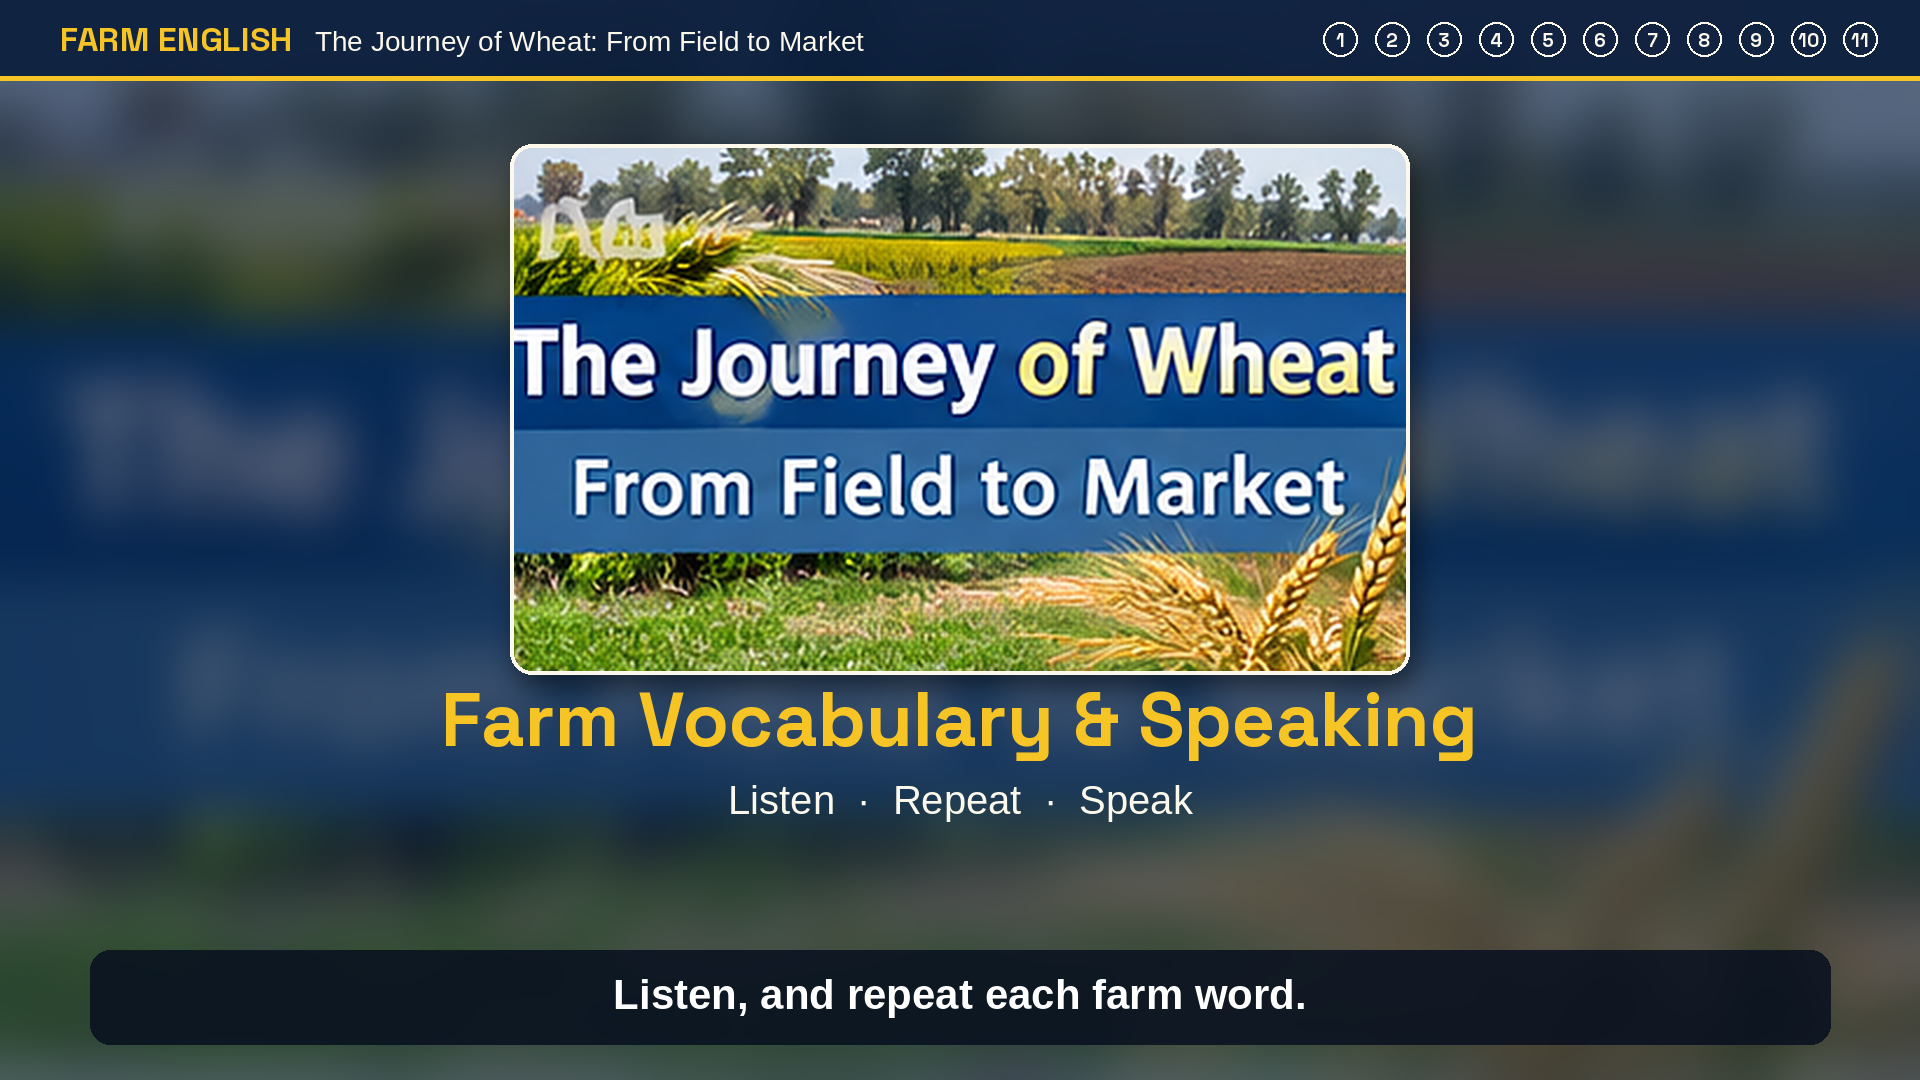 FARM ENGLISH The Journey of Wheat: From Field to Market 1 2 3 4 5 6 7 8 9 10 11
The Journey of Wheat
From Field to Market
Farm Vocabulary & Speaking
Listen · Repeat · Speak
Listen, and repeat each farm word.